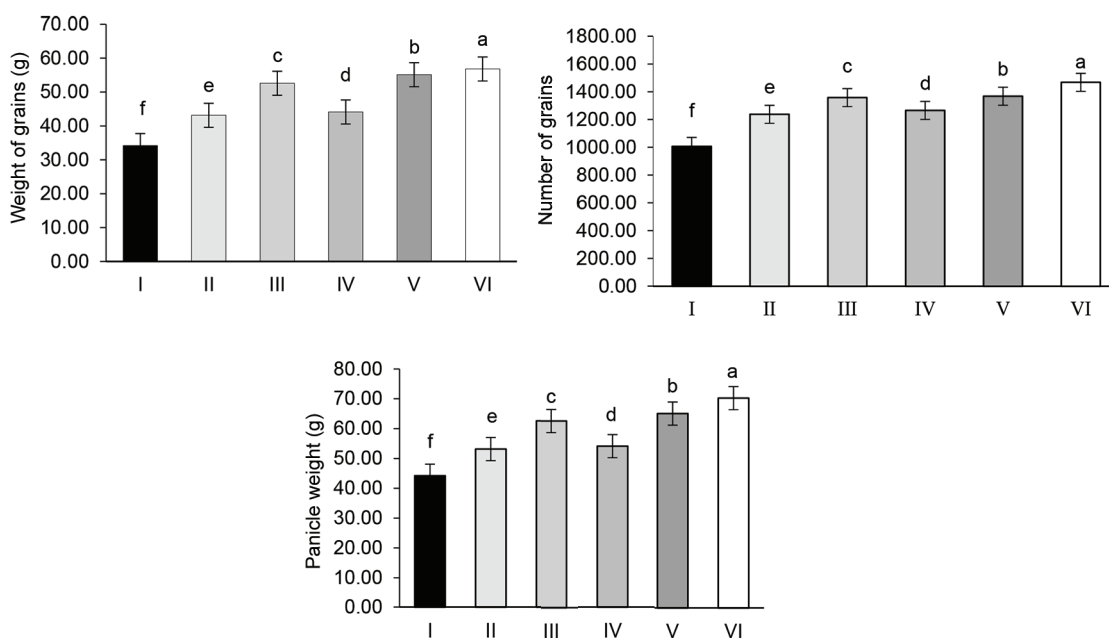 Weight of grains (g)
70.00
60.00
50.00
40.00
30.00
20.00
10.00
0.00
f
e
c
d
b
a
I II III IV V VI
Number of grains
1800.00
1600.00
1400.00
1200.00
1000.00
800.00
600.00
400.00
200.00
0.00
f
e
c
d
b
a
I II III IV V VI
Panicle weight (g)
80.00
70.00
60.00
50.00
40.00
30.00
20.00
10.00
0.00
f
e
c
d
b
a
I II III IV V VI